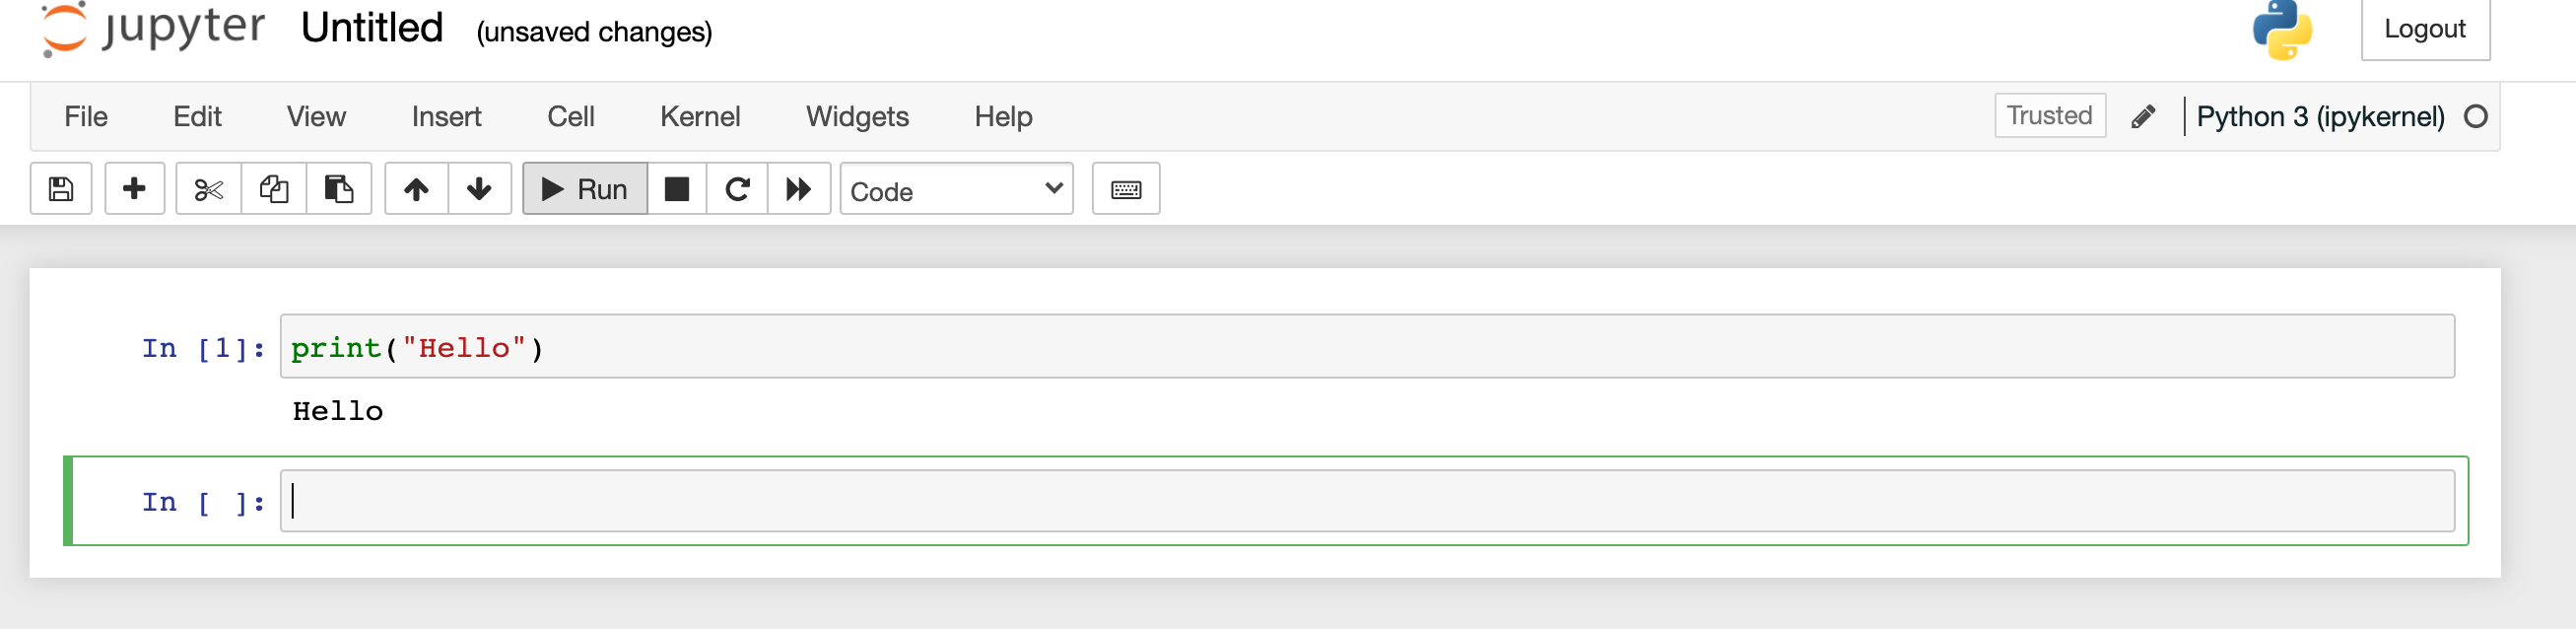 jupyter Untitled (unsaved changes) Logout
File Edit View Insert Cell Kernel Widgets Help Trusted Python 3 (ipykernel)
Run Code
In [1]: print("Hello")
Hello
In [ ]: